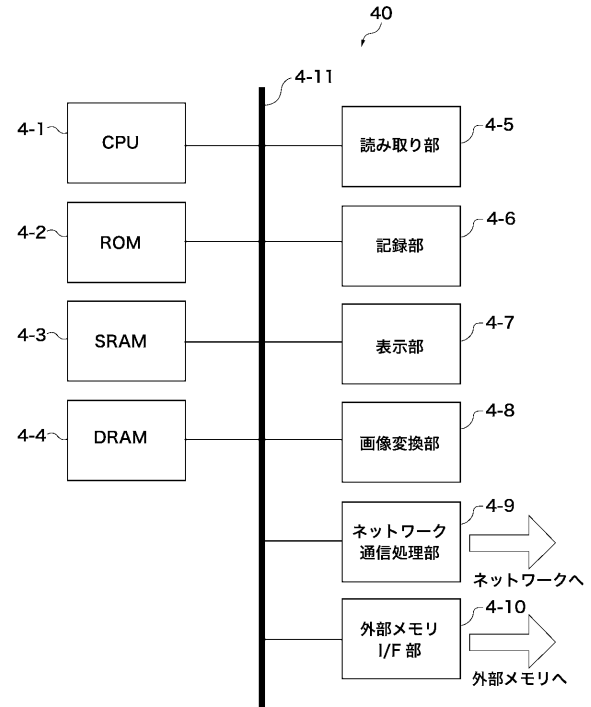 40
4-11
4-1
CPU
4-5
読み取り部
4-2
ROM
4-6
記録部
4-3
SRAM
4-7
表示部
4-4
DRAM
4-8
画像変換部
4-9
ネットワーク
通信処理部
ネットワークへ
4-10
外部メモリ
I/F 部
外部メモリへ